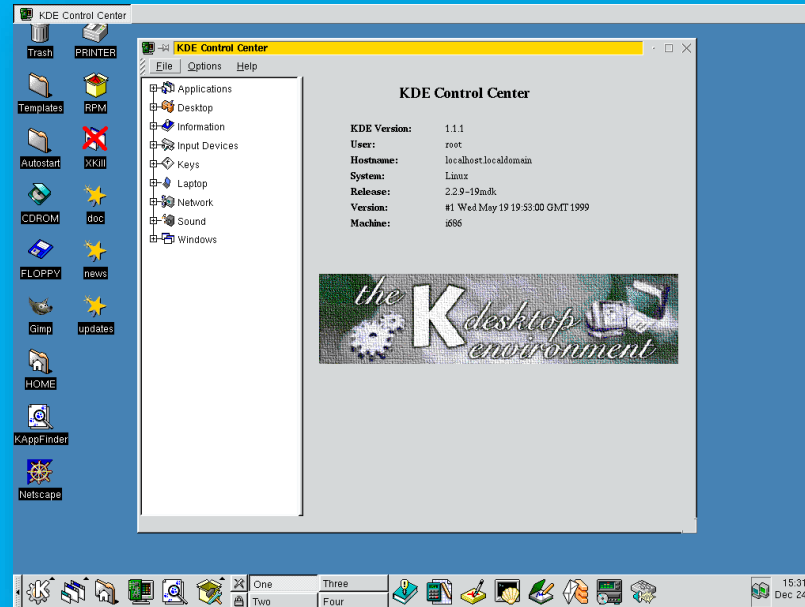 KDE Control Center
Trash
PRINTER
Templates
RPM
Autostart
XKill
CDROM
doc
FLOPPY
news
Gimp
updates
HOME
KAppFinder
Netscape
KDE Control Center
File Options Help
Applications
Desktop
Information
Input Devices
Keys
Laptop
Network
Sound
Windows
KDE Control Center
KDE Version: 1.1.1
User: root
Hostname: localhost.localdomain
System: Linux
Release: 2.2.9-19mdk
Version: #1 Wed May 19 19:53:00 GMT 1999
Machine: i686
the K desktop
environment
One Three
Two Four
15:31
Dec 24